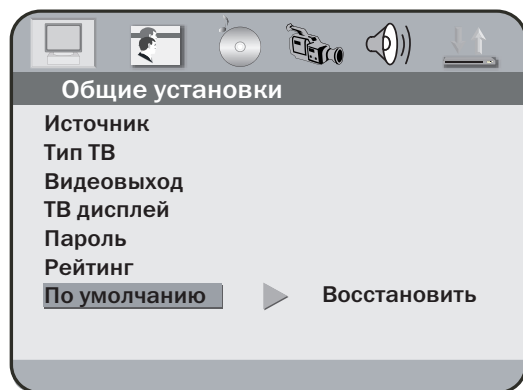 Общие установки
Источник
Тип ТВ
Видеовыход
ТВ дисплей
Пароль
Рейтинг
По умолчанию Восстановить